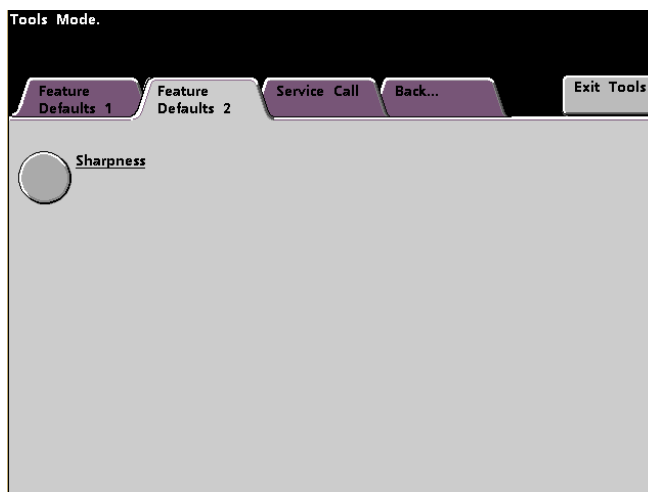 Tools Mode.
Feature
Defaults 1
Feature
Defaults 2
Service Call
Back...
Exit Tools
Sharpness